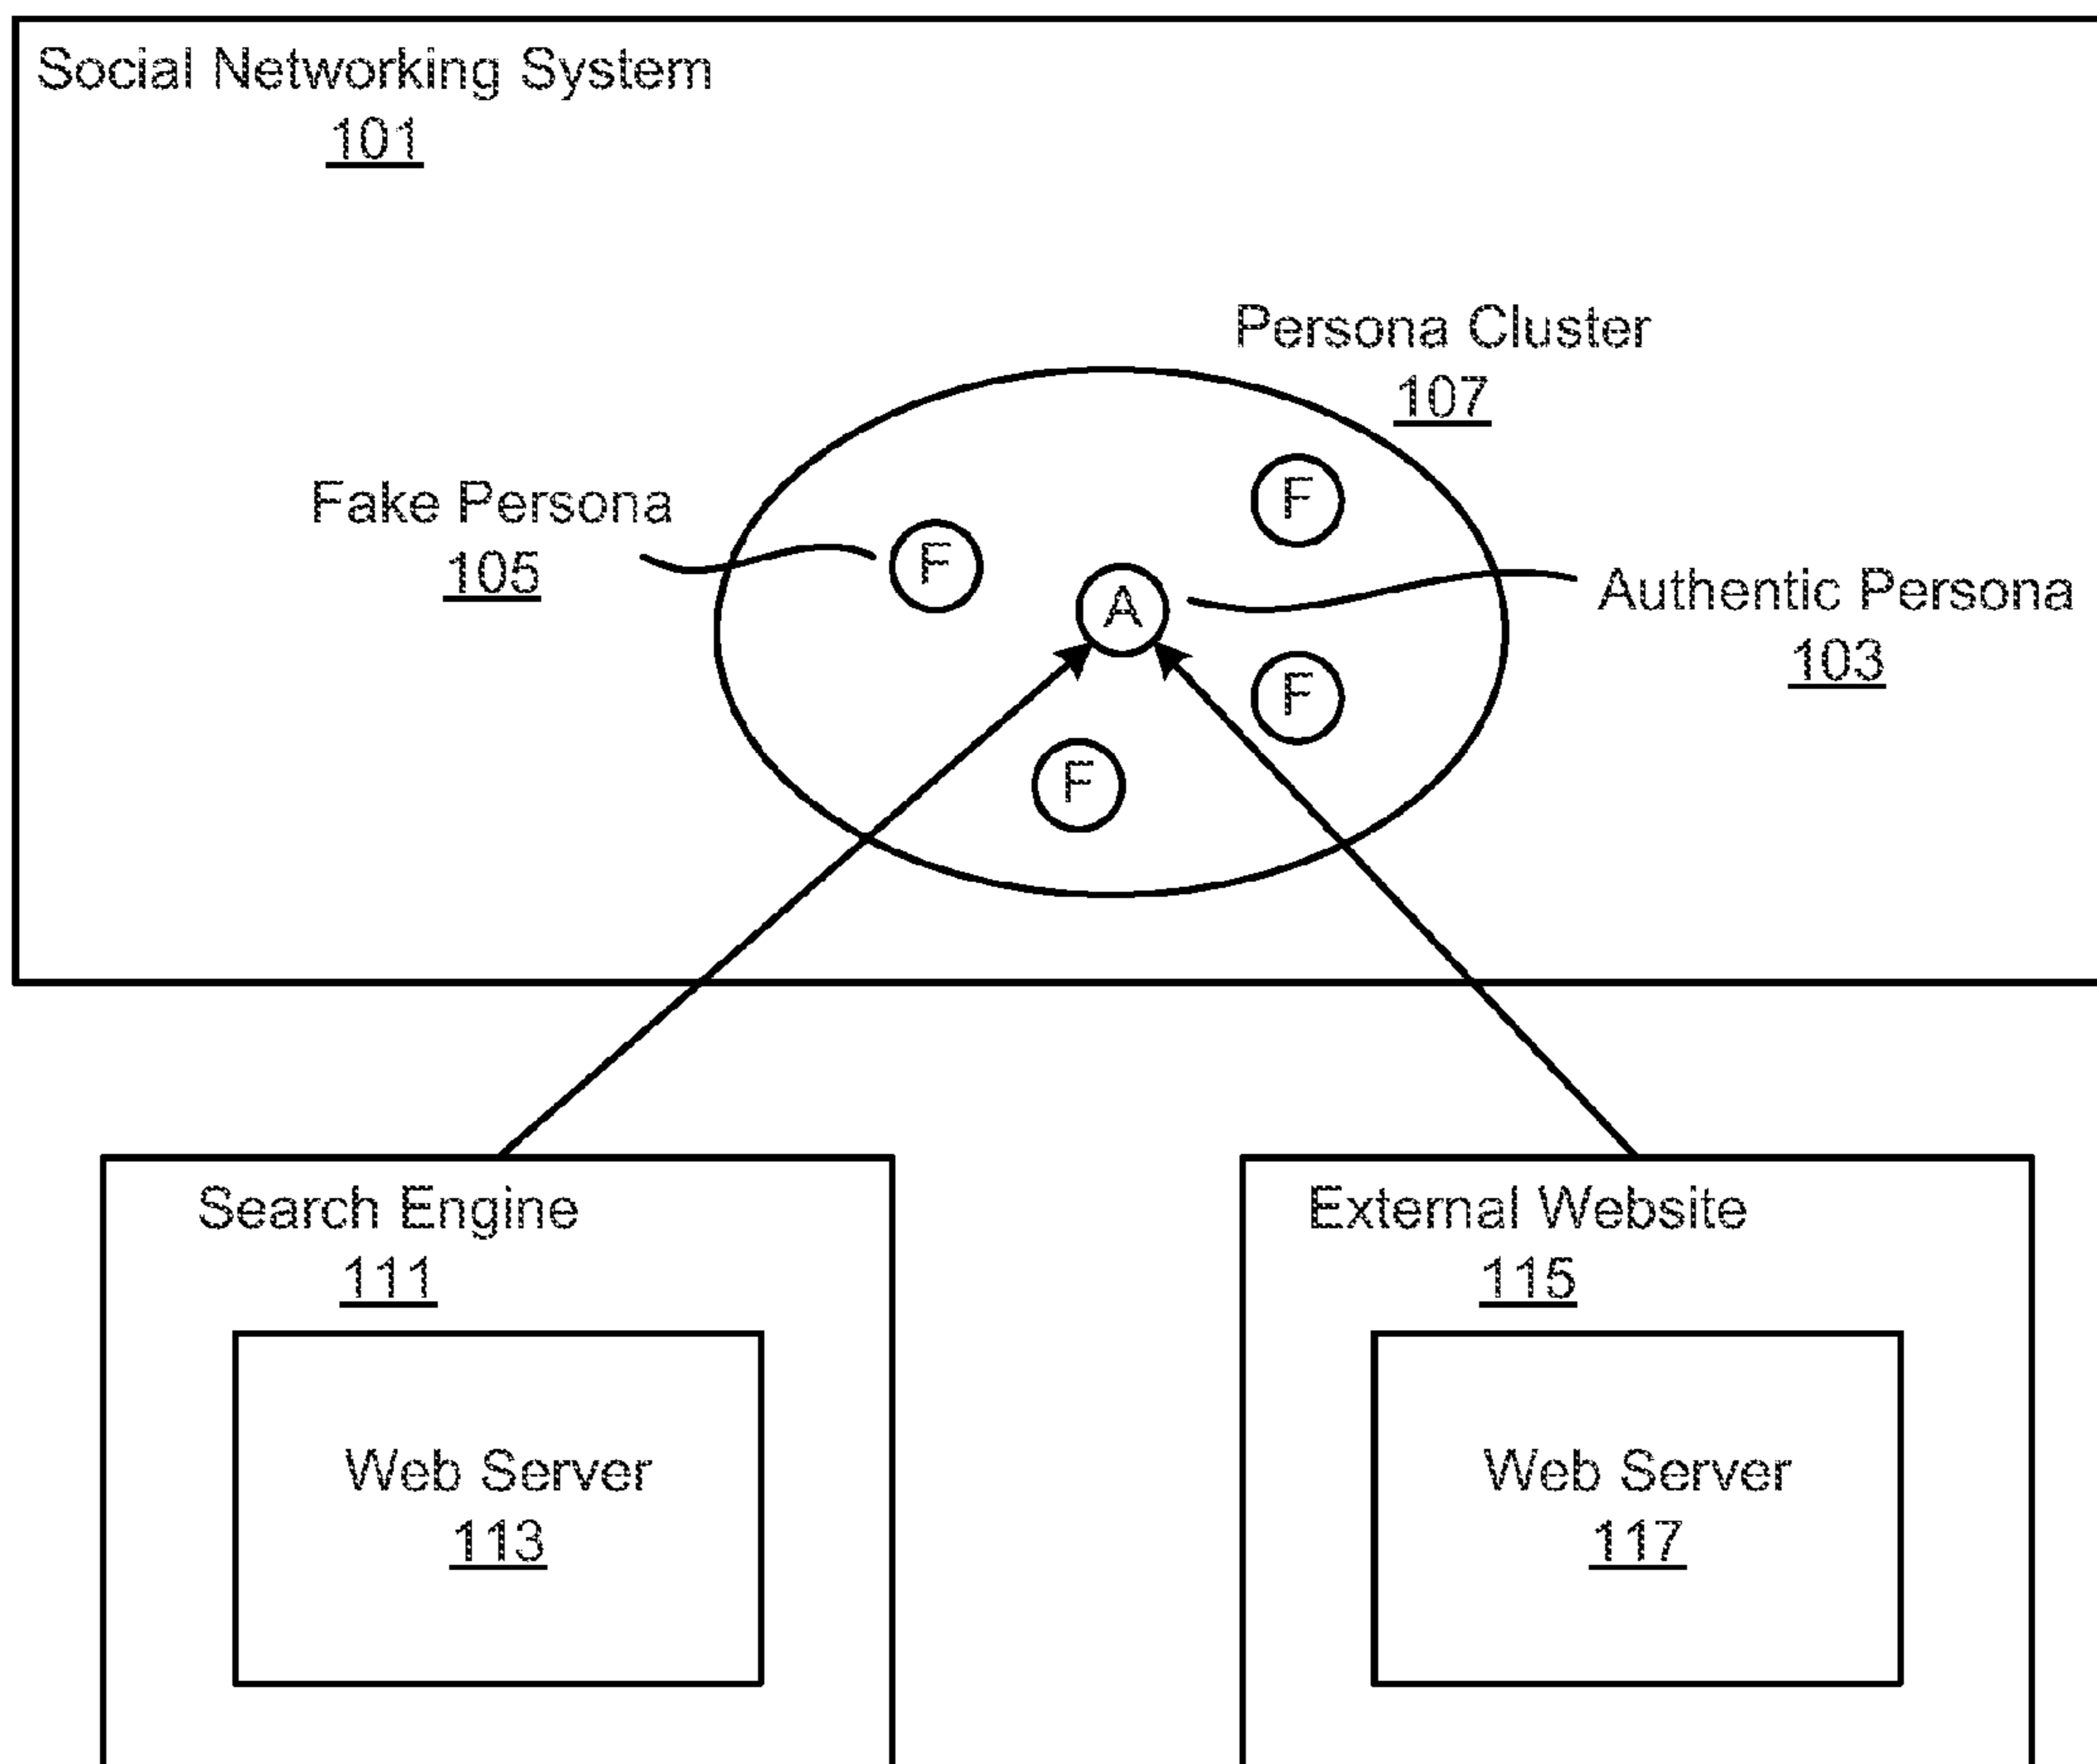 Social Networking System
101
Persona Cluster
107
Fake Persona
105
F
F
A
Authentic Persona
103
F
F
Search Engine
111
Web Server
113
External Website
115
Web Server
117